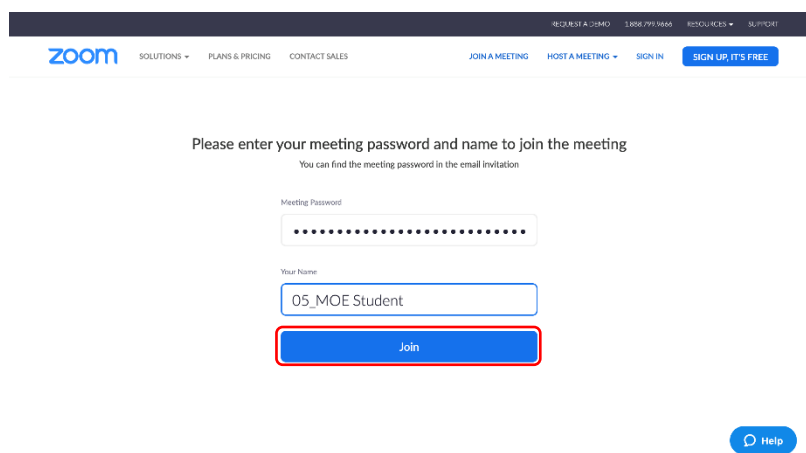 REQUEST A DEMO 1.888.799.9666 RESOURCES SUPPORT
zoom SOLUTIONS PLANS & PRICING CONTACT SALES JOIN A MEETING HOST A MEETING SIGN IN SIGN UP, IT'S FREE
Please enter your meeting password and name to join the meeting
You can find the meeting password in the email invitation
Meeting Password
Your Name
05_MOE Student
Join
Help